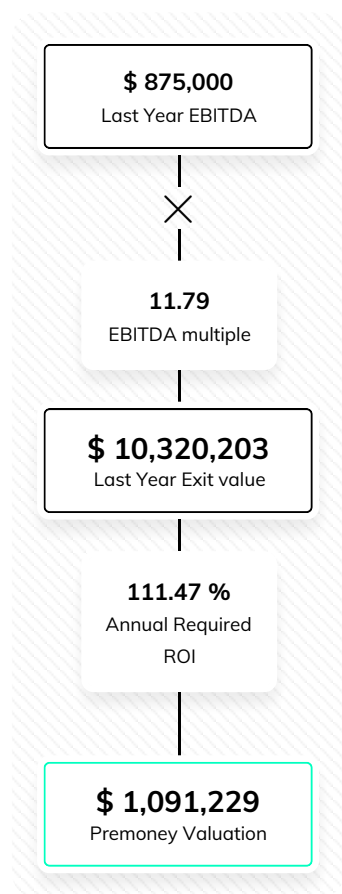 $ 875,000
Last Year EBITDA
11.79
EBITDA multiple
$ 10,320,203
Last Year Exit value
111.47 %
Annual Required
ROI
$ 1,091,229
Premoney Valuation